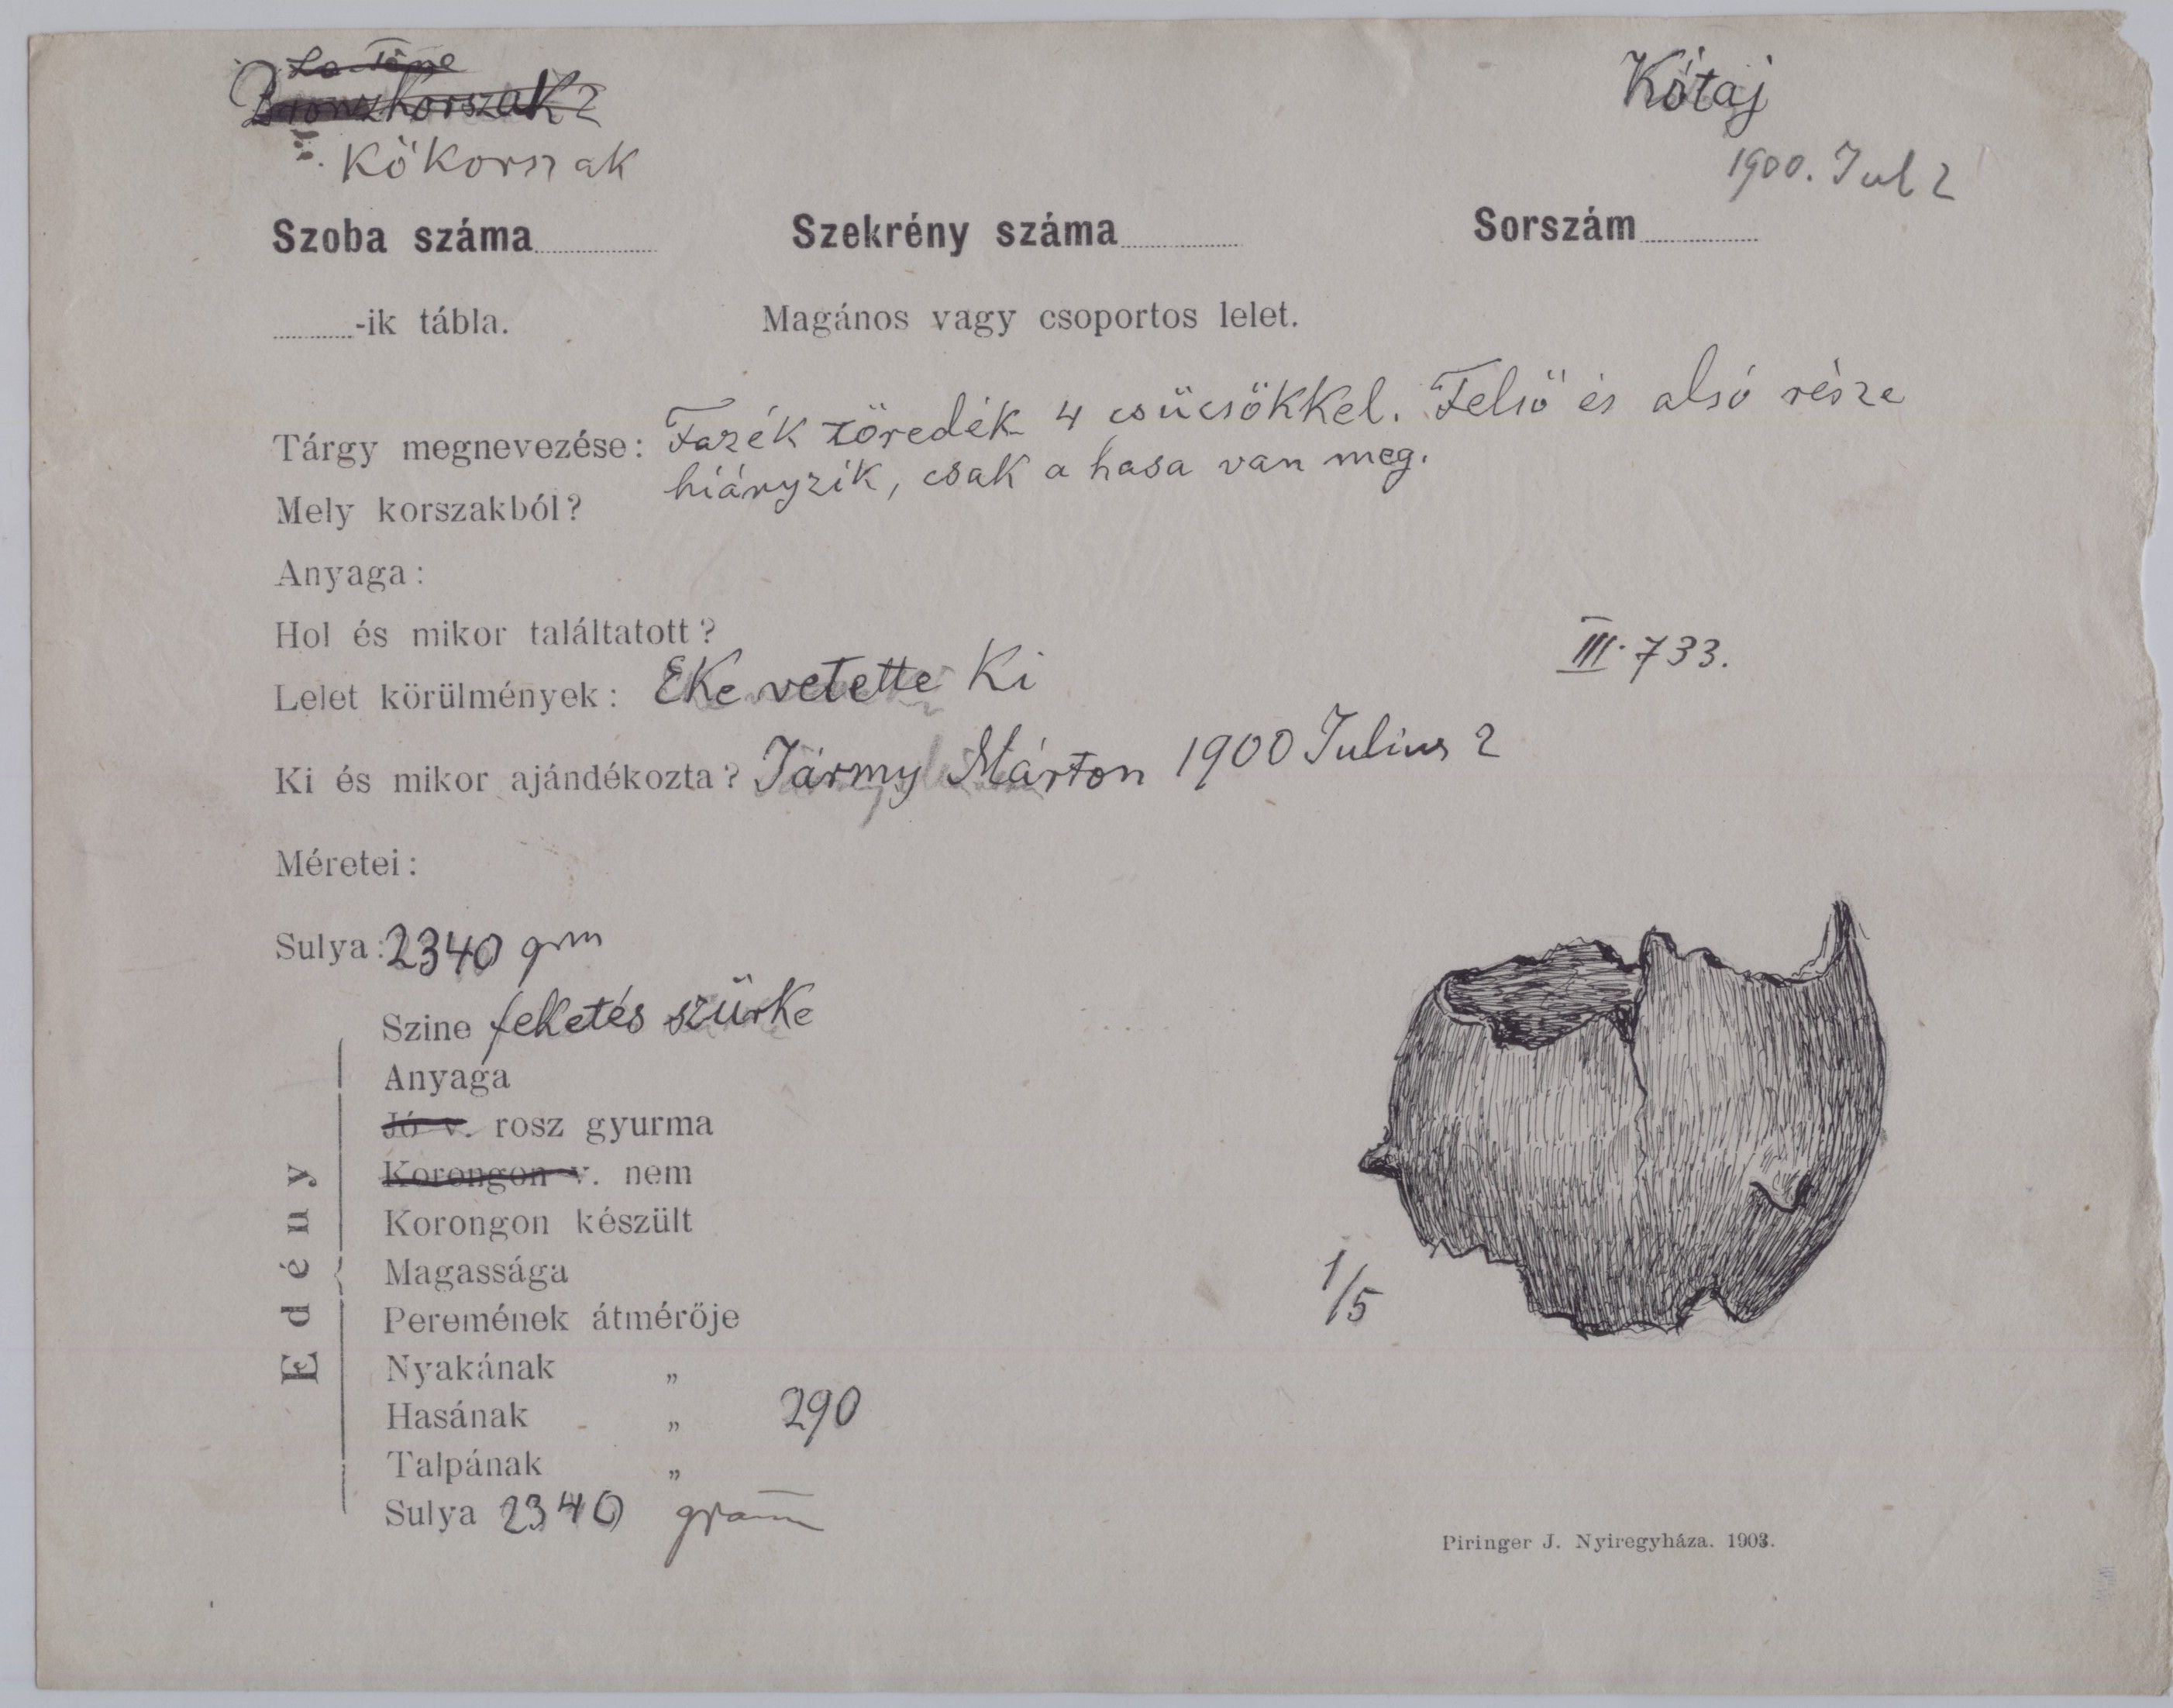 La-Tène
Bronzkorszak?
Kőkorszak
Kótaj
1900. Jul 2
Szoba száma
Szekrény száma
Sorszám
-ik tábla.
Magános vagy csoportos lelet.
Tárgy megnevezése: Fazék töredék 4 csücsökkel. Felső és alsó része
hiányzik, csak a hasa van meg.
Mely korszakból?
Anyaga:
Hol és mikor találtatott?
III. 733.
Lelet körülmények: Eke vetette ki
Ki és mikor ajándékozta? Jármy Márton 1900 Julius 2
Méretei:
Sulya: 2340 grm
Edény
Szine feketés szürke
Anyaga
Jó v. rosz gyurma
Korongon v. nem
Korongon készült
Magassága
Peremének átmérője
Nyakának „
Hasának „ 290
Talpának „
Sulya 2340 gramm
1/5
Piringer J. Nyiregyháza. 1903.